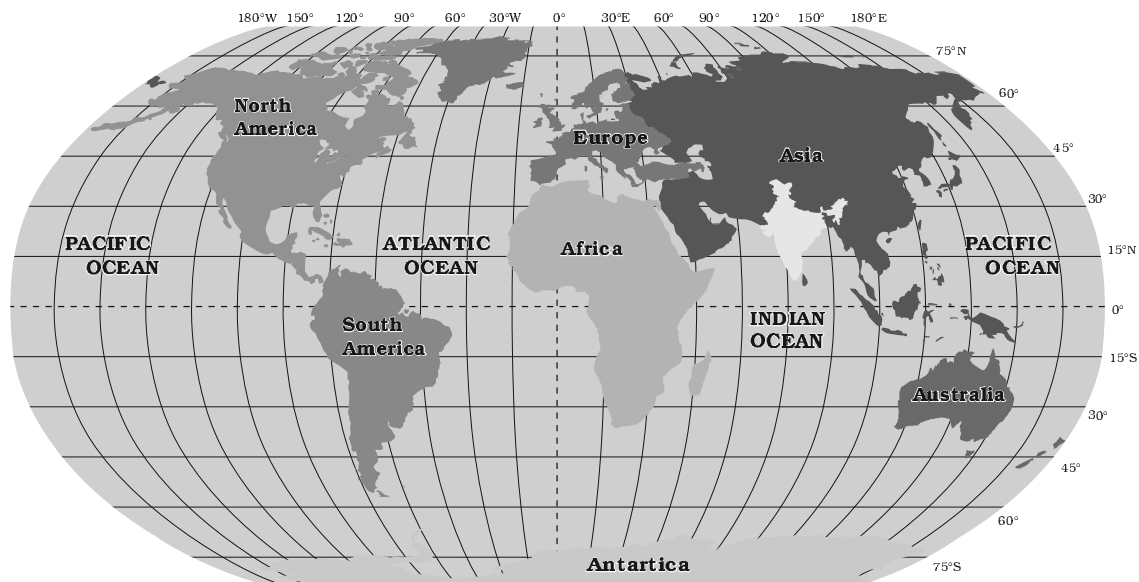 180°W 150° 120° 90° 60° 30°W 0° 30°E 60° 90° 120° 150° 180°E
75°N
60°
North
America
Europe
45°
Asia
30°
PACIFIC
OCEAN
ATLANTIC
OCEAN
Africa
PACIFIC
OCEAN
15°N
0°
INDIAN
OCEAN
South
America
15°S
Australia
30°
45°
60°
Antartica
75°S